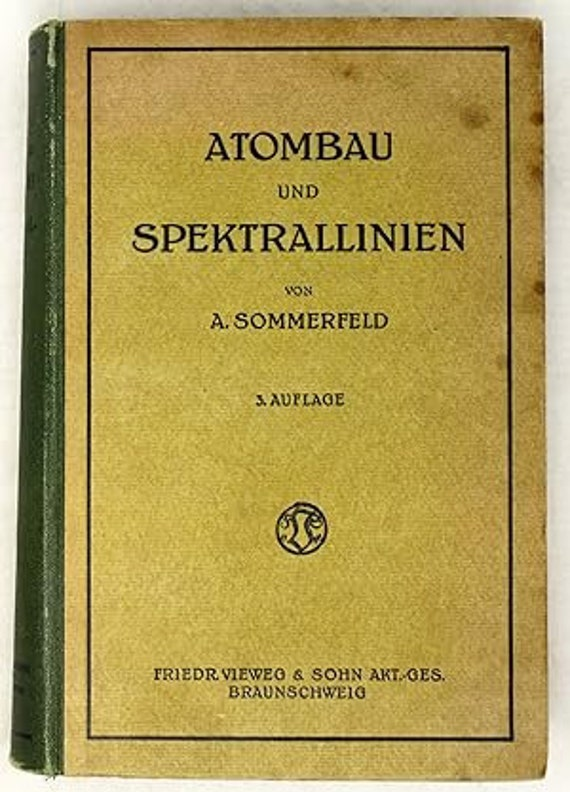 ATOMBAU
UND
SPEKTRALLINIEN
VON
A. SOMMERFELD
3. AUFLAGE
FRIEDR. VIEWEG & SOHN AKT.-GES.
BRAUNSCHWEIG